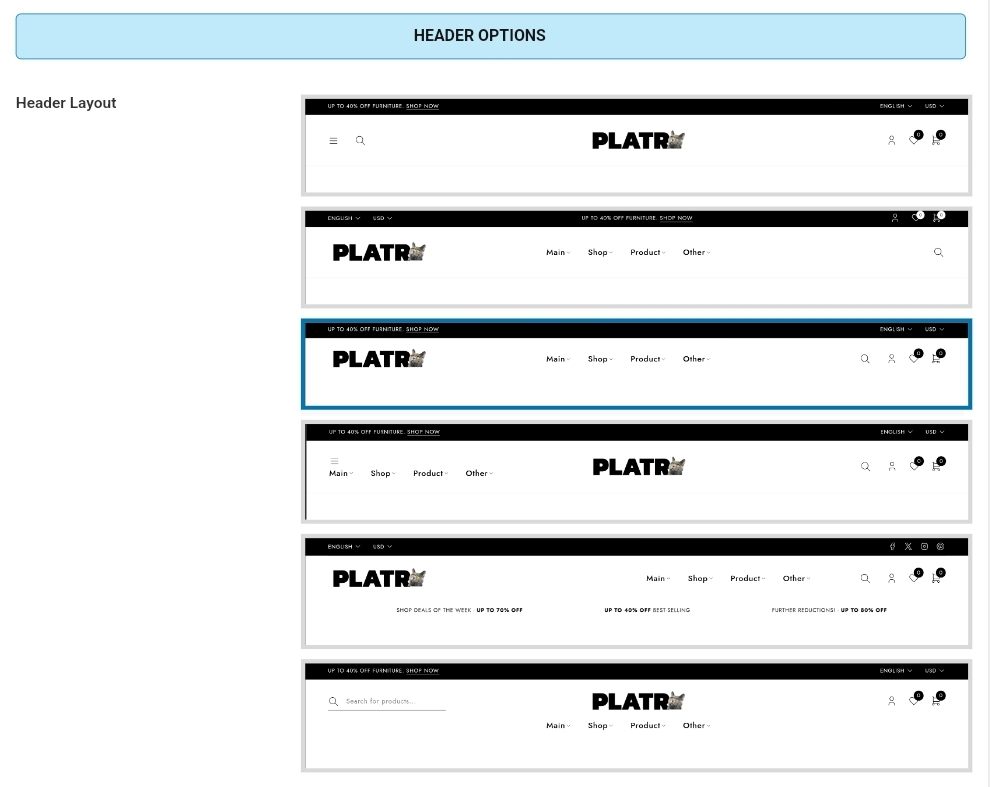 HEADER OPTIONS
Header Layout
UP TO 40% OFF FURNITURE. SHOP NOW ENGLISH USD
PLATR 0 0
ENGLISH USD UP TO 40% OFF FURNITURE. SHOP NOW 0 0
PLATR Main Shop Product Other
UP TO 40% OFF FURNITURE. SHOP NOW ENGLISH USD
PLATR Main Shop Product Other 0 0
UP TO 40% OFF FURNITURE. SHOP NOW ENGLISH USD
Main Shop Product Other PLATR 0 0
ENGLISH USD
PLATR Main Shop Product Other 0 0
SHOP DEALS OF THE WEEK · UP TO 70% OFF UP TO 40% OFF BEST-SELLING FURTHER REDUCTIONS! · UP TO 80% OFF
UP TO 40% OFF FURNITURE. SHOP NOW ENGLISH USD
Search for products... PLATR 0 0
Main Shop Product Other